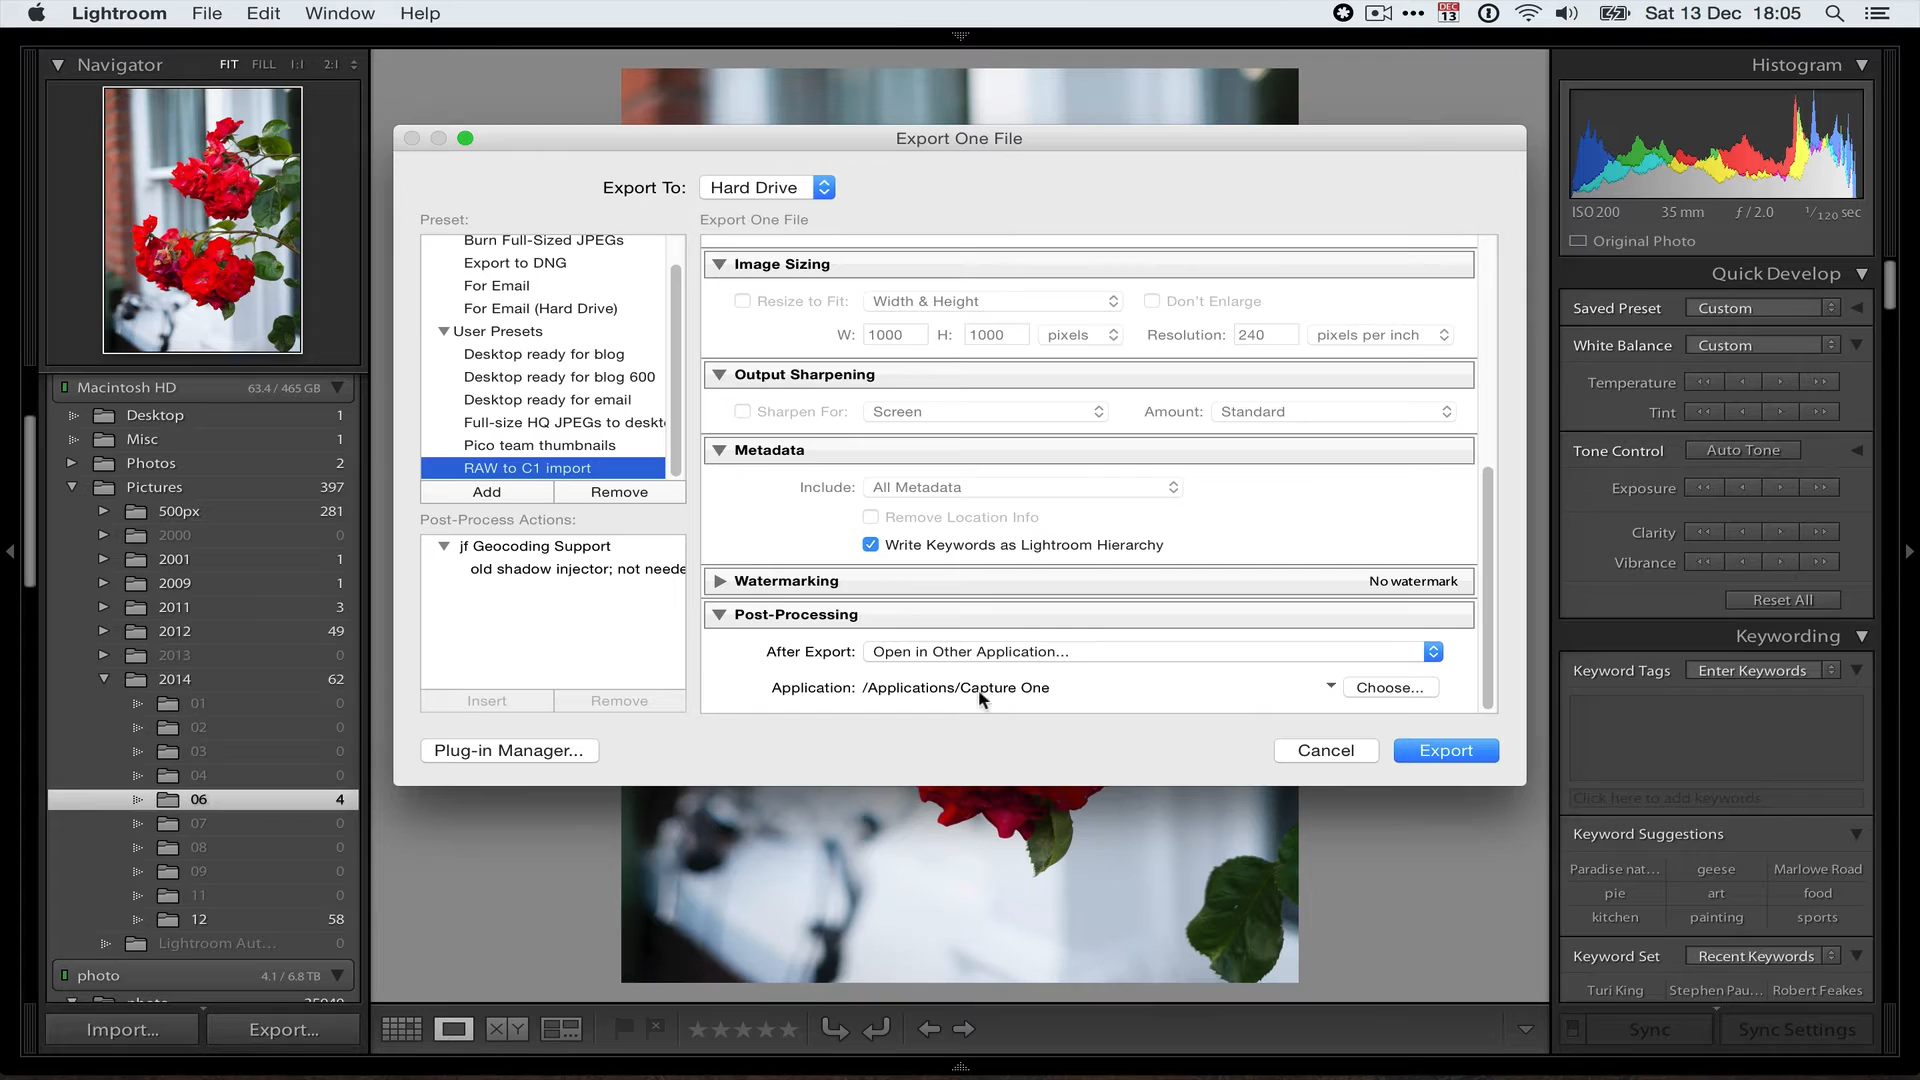 Lightroom File Edit Window Help
DEC 13
Sat 13 Dec 18:05
Navigator FIT FILL 1:1 2:1
Macintosh HD 63.4 / 465 GB
Desktop 1
Misc 1
Photos 2
Pictures 397
500px 281
2000 0
2001 1
2009 1
2011 3
2012 49
2013 0
2014 62
01 0
02 0
03 0
04 0
06 4
07 0
08 0
09 0
11 0
12 58
Lightroom Aut... 0
photo 4.1 / 6.8 TB
Import... Export...
Export One File
Export To: Hard Drive
Preset:
Burn Full-Sized JPEGs
Export to DNG
For Email
For Email (Hard Drive)
User Presets
Desktop ready for blog
Desktop ready for blog 600
Desktop ready for email
Full-size HQ JPEGs to deskt
Pico team thumbnails
RAW to C1 import
Add Remove
Post-Process Actions:
jf Geocoding Support
old shadow injector; not neede
Insert Remove
Plug-in Manager...
Export One File
Image Sizing
Resize to Fit: Width & Height Don't Enlarge
W: 1000 H: 1000 pixels Resolution: 240 pixels per inch
Output Sharpening
Sharpen For: Screen Amount: Standard
Metadata
Include: All Metadata
Remove Location Info
Write Keywords as Lightroom Hierarchy
Watermarking No watermark
Post-Processing
After Export: Open in Other Application...
Application: /Applications/Capture One Choose...
Cancel Export
XY
Histogram
ISO 200 35 mm ƒ / 2.0 1/120 sec
Original Photo
Quick Develop
Saved Preset Custom
White Balance Custom
Temperature
Tint
Tone Control Auto Tone
Exposure
Clarity
Vibrance
Reset All
Keywording
Keyword Tags Enter Keywords
Click here to add keywords
Keyword Suggestions
Paradise nat... geese Marlowe Road
pie art food
kitchen painting sports
Keyword Set Recent Keywords
Turi King Stephen Pau... Robert Feakes
Sync Sync Settings